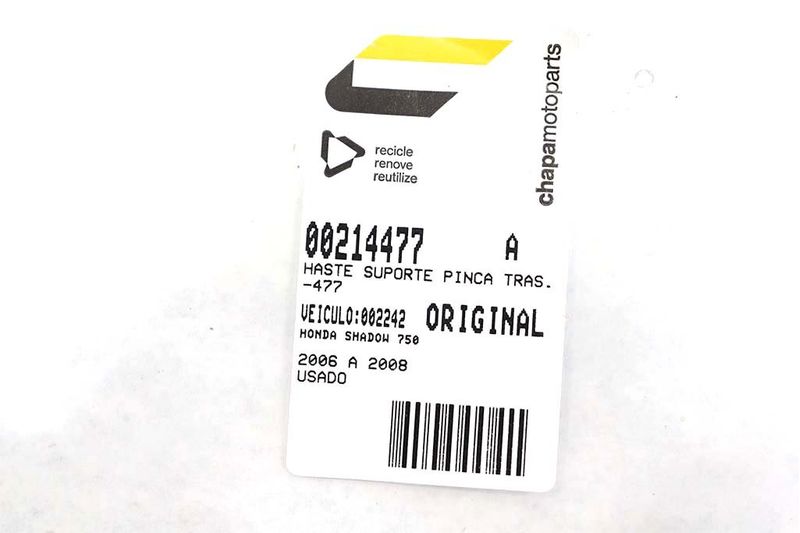 chapamotoparts
recicle
renove
reutilize
00214477 A
HASTE SUPORTE PINCA TRAS.
-477
VEICULO:002242 ORIGINAL
HONDA SHADOW 750
2006 A 2008
USADO